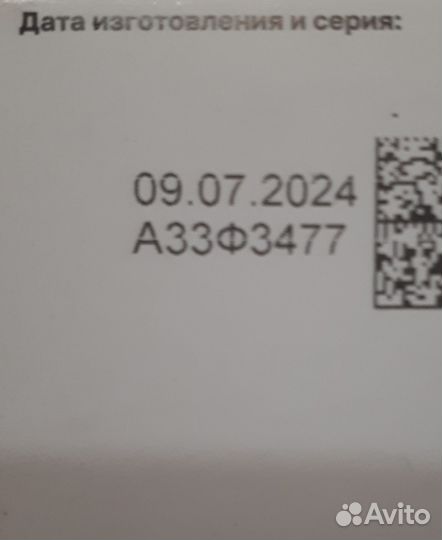 Дата изготовления и серия:
09.07.2024
А33Ф3477
Avito